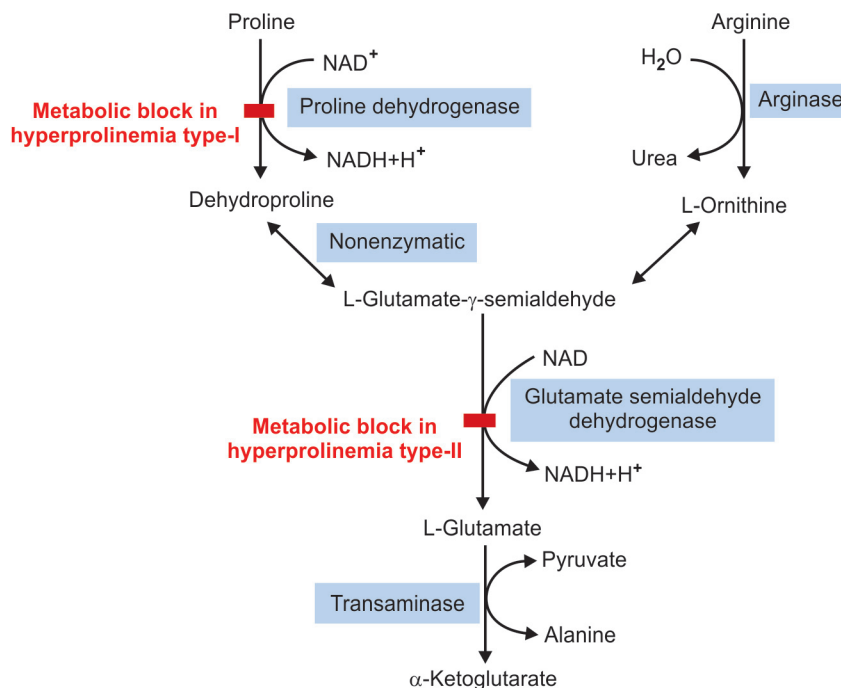 Proline
Arginine
NAD+
H2O
Metabolic block in
hyperprolinemia type-I
Proline dehydrogenase
Arginase
NADH+H+
Urea
Dehydroproline
L-Ornithine
Nonenzymatic
L-Glutamate-γ-semialdehyde
NAD
Glutamate semialdehyde
dehydrogenase
Metabolic block in
hyperprolinemia type-II
NADH+H+
L-Glutamate
Pyruvate
Transaminase
Alanine
α-Ketoglutarate